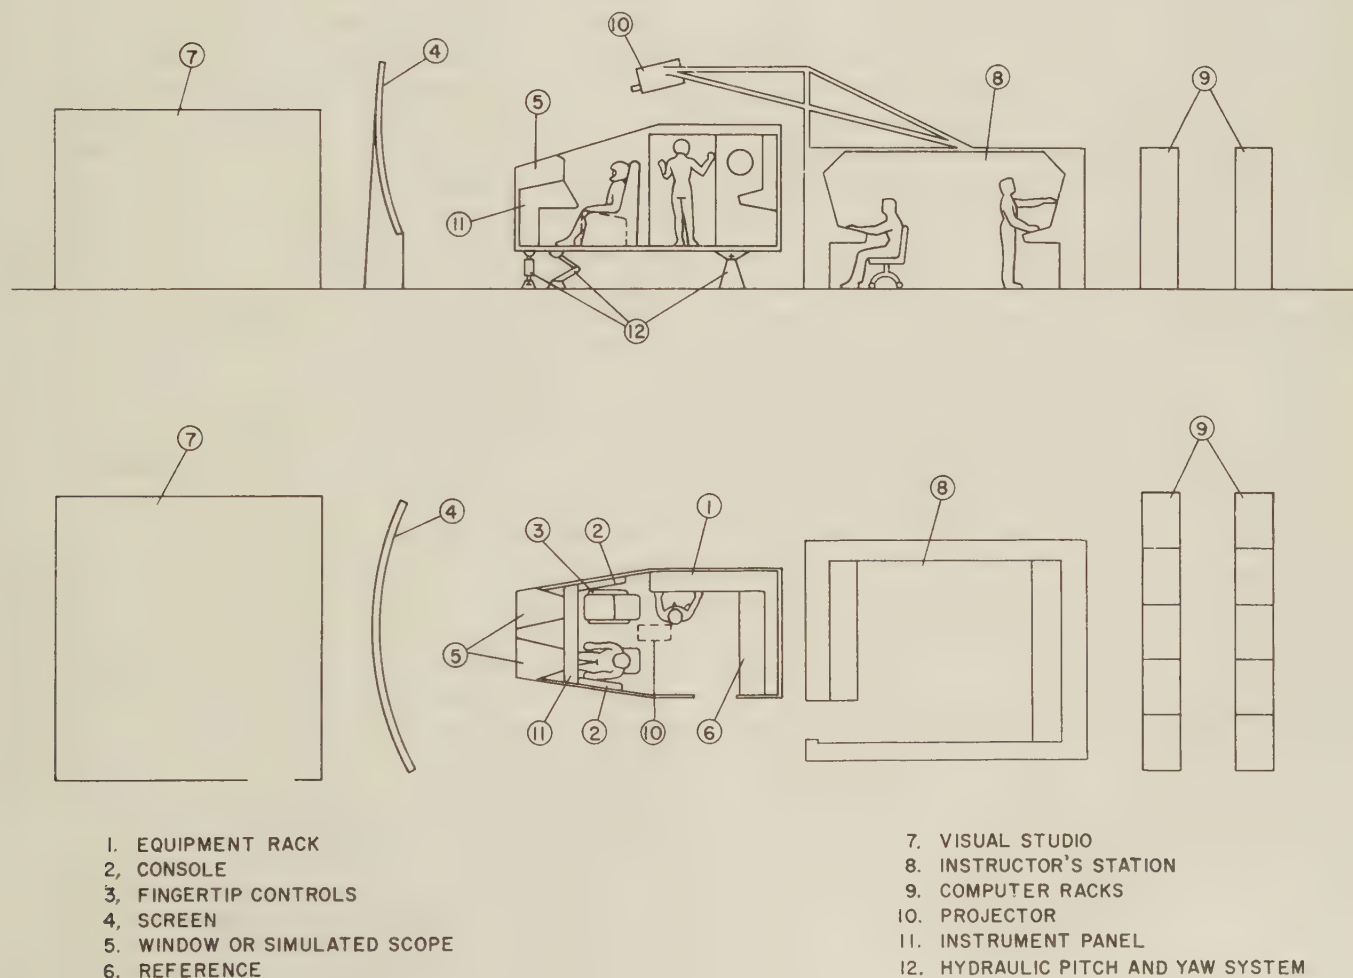 10
7
4
5
8
9
11
12
7
4
3
2
1
8
9
5
11
2
10
6
1. EQUIPMENT RACK
2, CONSOLE
3, FINGERTIP CONTROLS
4, SCREEN
5. WINDOW OR SIMULATED SCOPE
6. REFERENCE
7. VISUAL STUDIO
8. INSTRUCTOR'S STATION
9. COMPUTER RACKS
10. PROJECTOR
11. INSTRUMENT PANEL
12. HYDRAULIC PITCH AND YAW SYSTEM